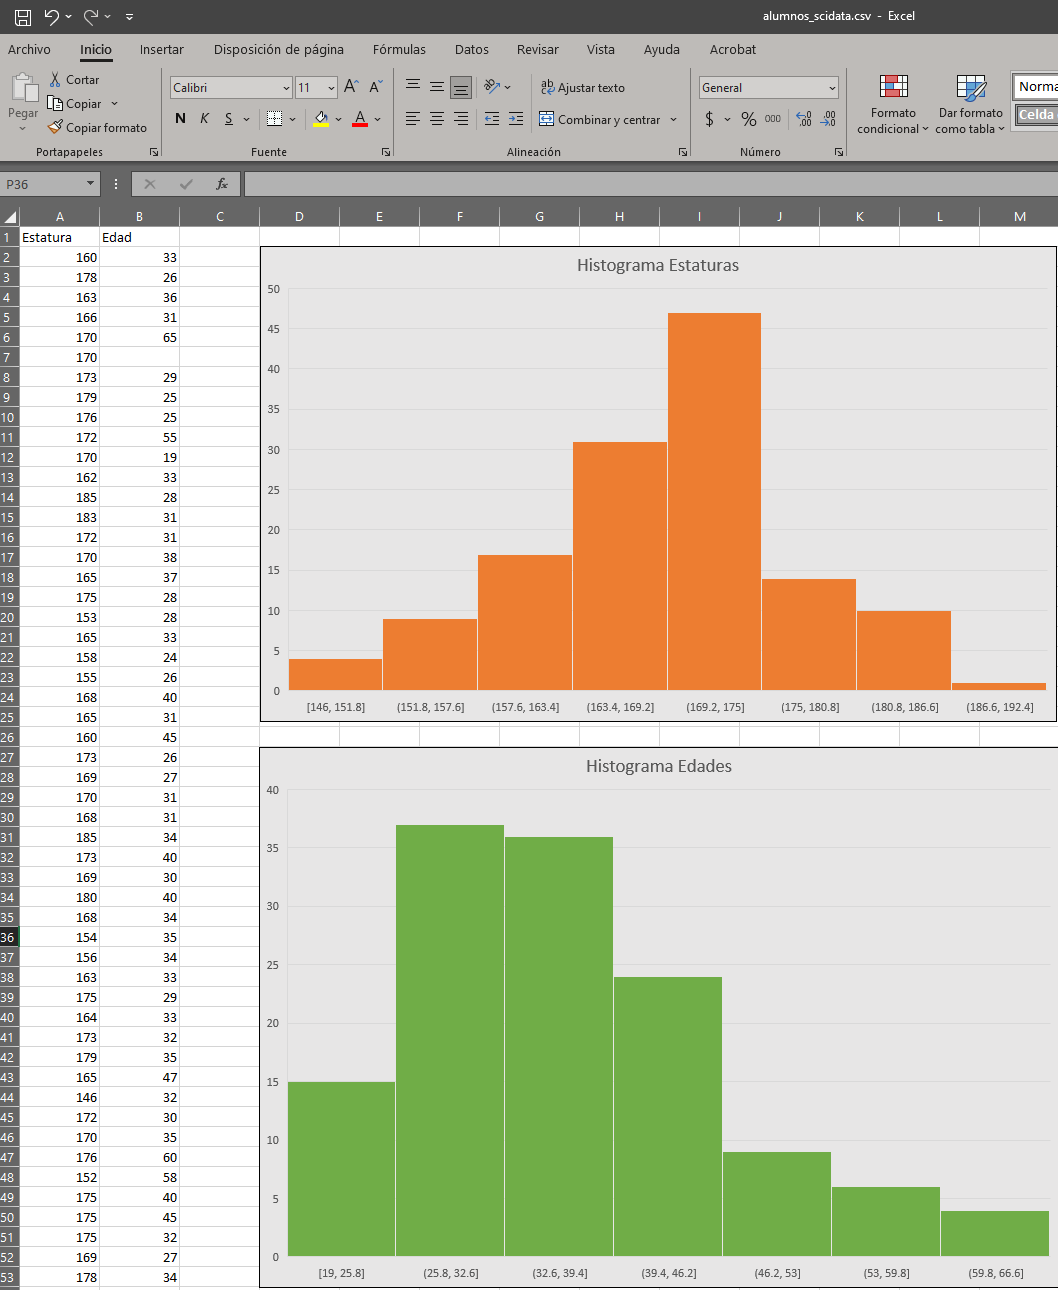 alumnos_scidata.csv - Excel
Archivo Inicio Insertar Disposición de página Fórmulas Datos Revisar Vista Ayuda Acrobat
Pegar
Cortar
Copiar
Copiar formato
Portapapeles
Calibri 11 A A
N K S A
Fuente
ab Ajustar texto
Combinar y centrar
Alineación
General
$ % 000 ,00 ,00
Número
Formato condicional
Dar formato como tabla
Norma
Celda
P36 fx
A B C D E F G H I J K L M
1 Estatura Edad
2 160 33
3 178 26
4 163 36
5 166 31
6 170 65
7 170
8 173 29
9 179 25
10 176 25
11 172 55
12 170 19
13 162 33
14 185 28
15 183 31
16 172 31
17 170 38
18 165 37
19 175 28
20 153 28
21 165 33
22 158 24
23 155 26
24 168 40
25 165 31
26 160 45
27 173 26
28 169 27
29 170 31
30 168 31
31 185 34
32 173 40
33 169 30
34 180 40
35 168 34
36 154 35
37 156 34
38 163 33
39 175 29
40 164 33
41 173 32
42 179 35
43 165 47
44 146 32
45 172 30
46 170 35
47 176 60
48 152 58
49 175 40
50 175 45
51 175 32
52 169 27
53 178 34
Histograma Estaturas
50
45
40
35
30
25
20
15
10
5
0
[146, 151.8] (151.8, 157.6] (157.6, 163.4] (163.4, 169.2] (169.2, 175] (175, 180.8] (180.8, 186.6] (186.6, 192.4]
Histograma Edades
40
35
30
25
20
15
10
5
0
[19, 25.8] (25.8, 32.6] (32.6, 39.4] (39.4, 46.2] (46.2, 53] (53, 59.8] (59.8, 66.6]